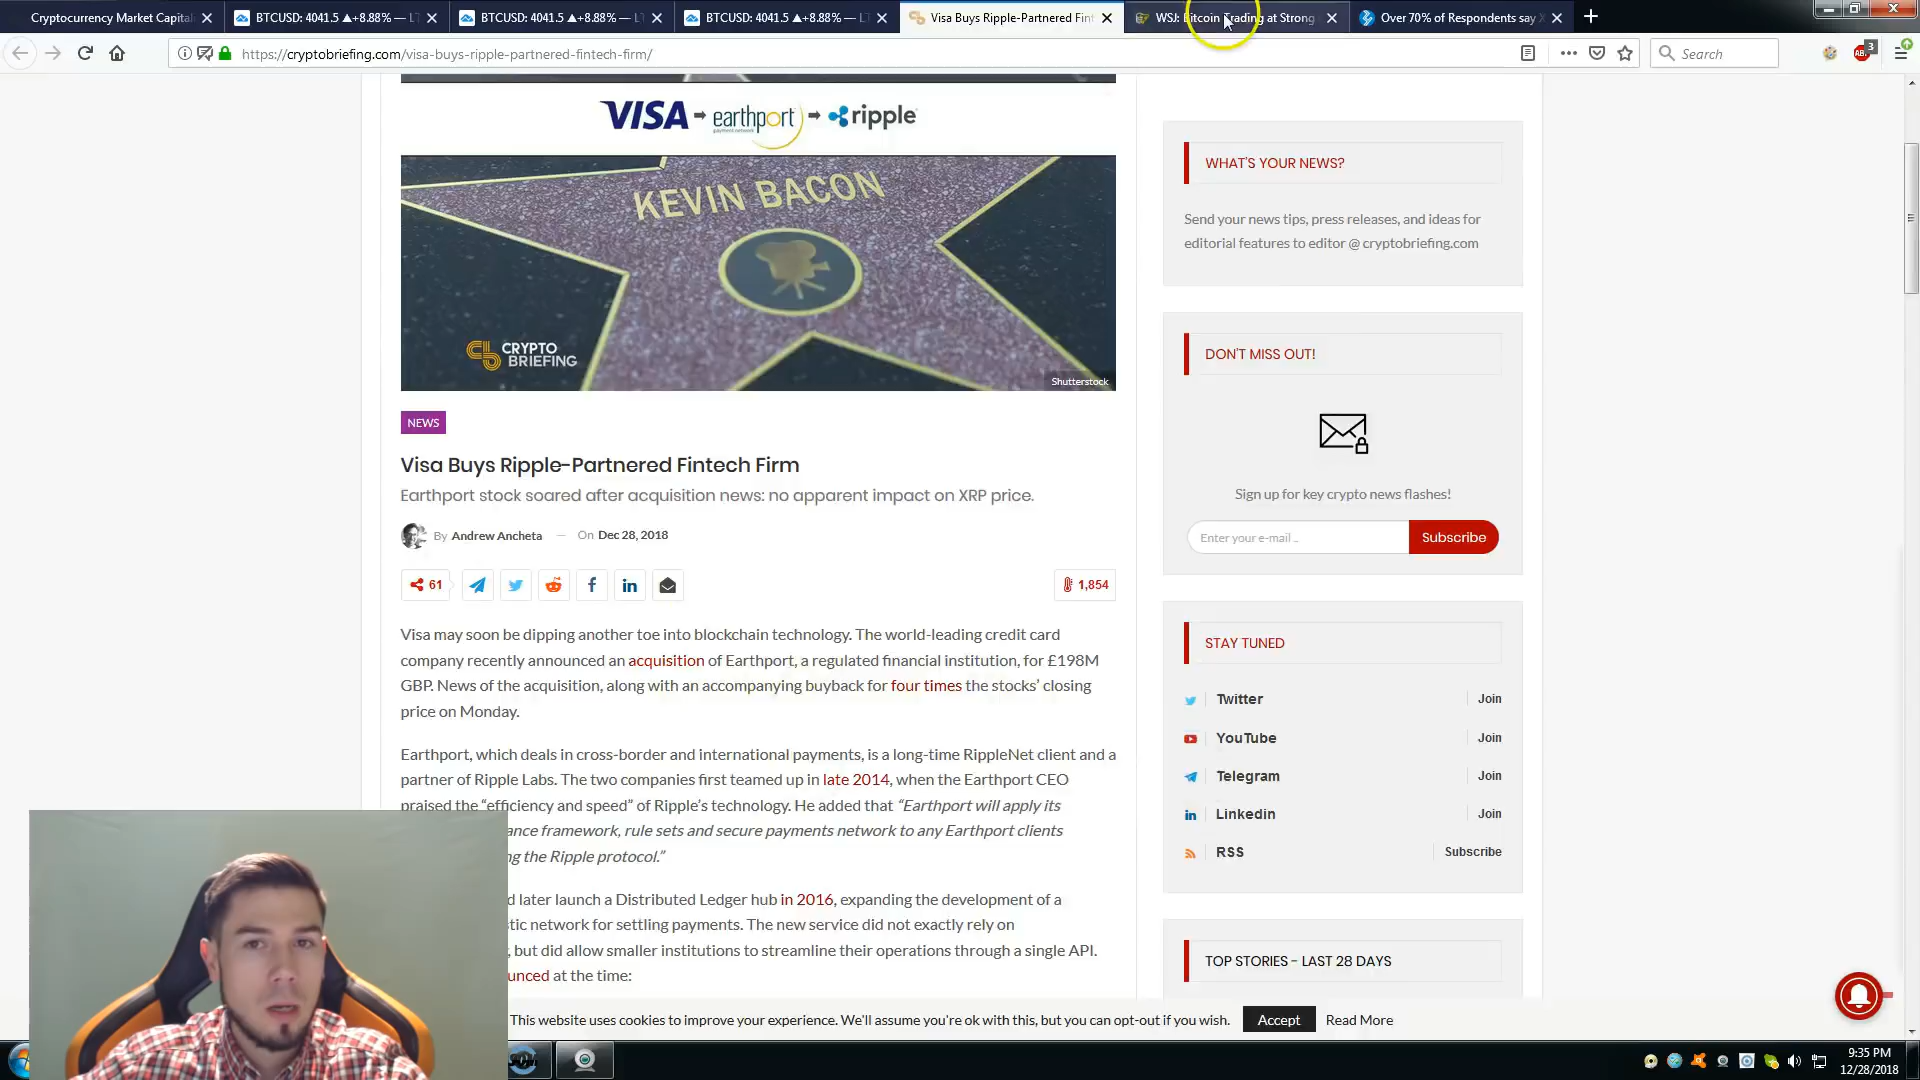 Cryptocurrency Market Capital
BTCUSD: 4041.5 ▲+8.88% — LT
BTCUSD: 4041.5 ▲+8.88% — LT
BTCUSD: 4041.5 ▲+8.88% — LT
Visa Buys Ripple-Partnered Fint
WSJ: Bitcoin Trading at Strong
Over 70% of Respondents say X
https://cryptobriefing.com/visa-buys-ripple-partnered-fintech-firm/
Search
3
VISA earthport ripple
payment network
KEVIN BACON
CRYPTO
BRIEFING
Shutterstock
NEWS
Visa Buys Ripple-Partnered Fintech Firm
Earthport stock soared after acquisition news: no apparent impact on XRP price.
By Andrew Ancheta — On Dec 28, 2018
61
1,854
Visa may soon be dipping another toe into blockchain technology. The world-leading credit card
company recently announced an acquisition of Earthport, a regulated financial institution, for £198M
GBP. News of the acquisition, along with an accompanying buyback for four times the stocks' closing
price on Monday.
Earthport, which deals in cross-border and international payments, is a long-time RippleNet client and a
partner of Ripple Labs. The two companies first teamed up in late 2014, when the Earthport CEO
praised the “efficiency and speed” of Ripple's technology. He added that “Earthport will apply its
ance framework, rule sets and secure payments network to any Earthport clients
ng the Ripple protocol.”
d later launch a Distributed Ledger hub in 2016, expanding the development of a
tic network for settling payments. The new service did not exactly rely on
, but did allow smaller institutions to streamline their operations through a single API.
unced at the time:
WHAT'S YOUR NEWS?
Send your news tips, press releases, and ideas for
editorial features to editor @ cryptobriefing.com
DON'T MISS OUT!
Sign up for key crypto news flashes!
Enter your e-mail ..
Subscribe
STAY TUNED
Twitter Join
YouTube Join
Telegram Join
Linkedin Join
RSS Subscribe
TOP STORIES – LAST 28 DAYS
This website uses cookies to improve your experience. We'll assume you're ok with this, but you can opt-out if you wish.
Accept
Read More
9:35 PM
12/28/2018